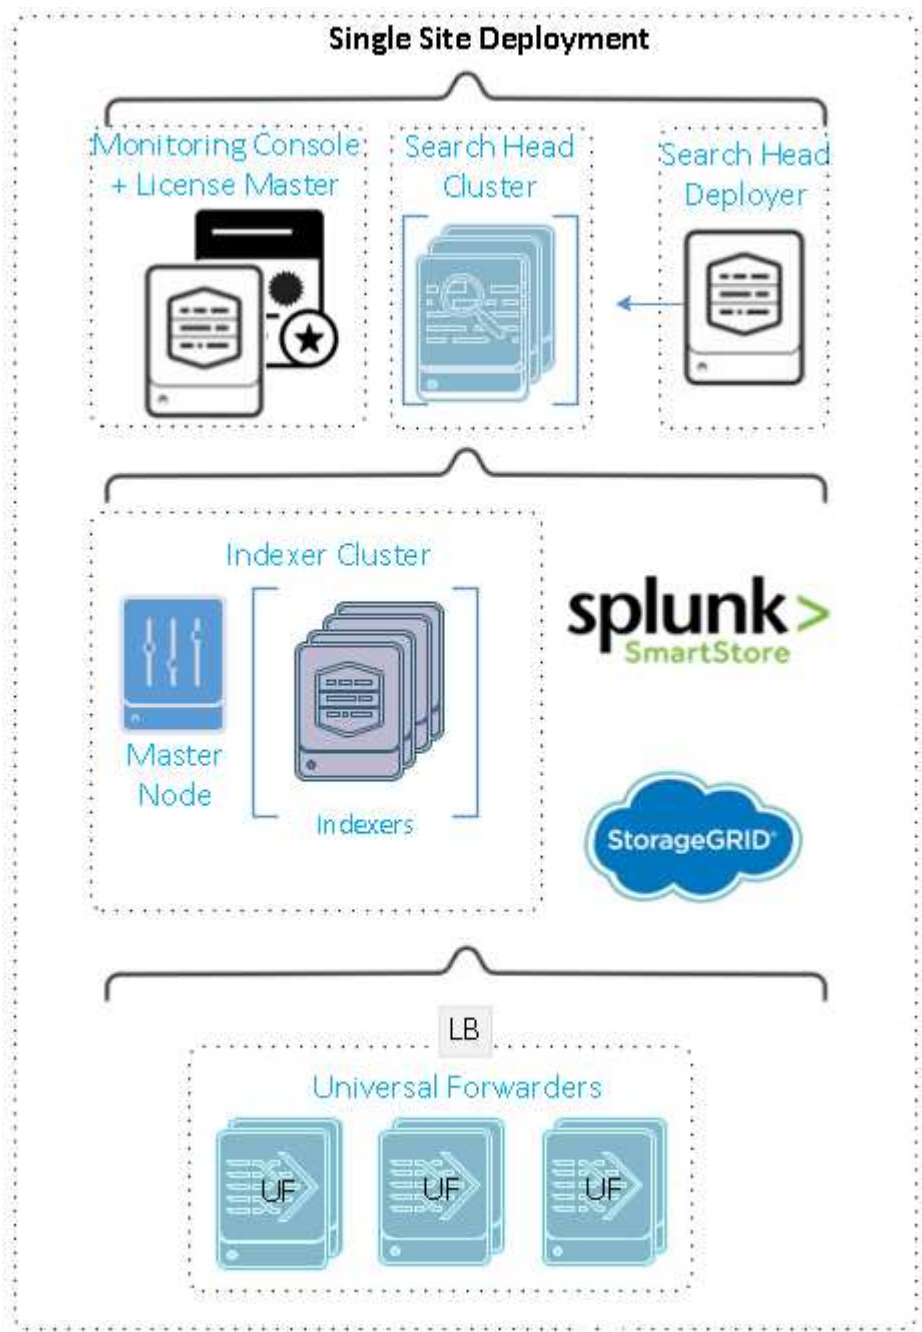 Single Site Deployment
Monitoring Console
+ License Master
Search Head
Cluster
Search Head
Deployer
Indexer Cluster
Master
Node
Indexers
splunk>
SmartStore
StorageGRID®
LB
Universal Forwarders
UF
UF
UF